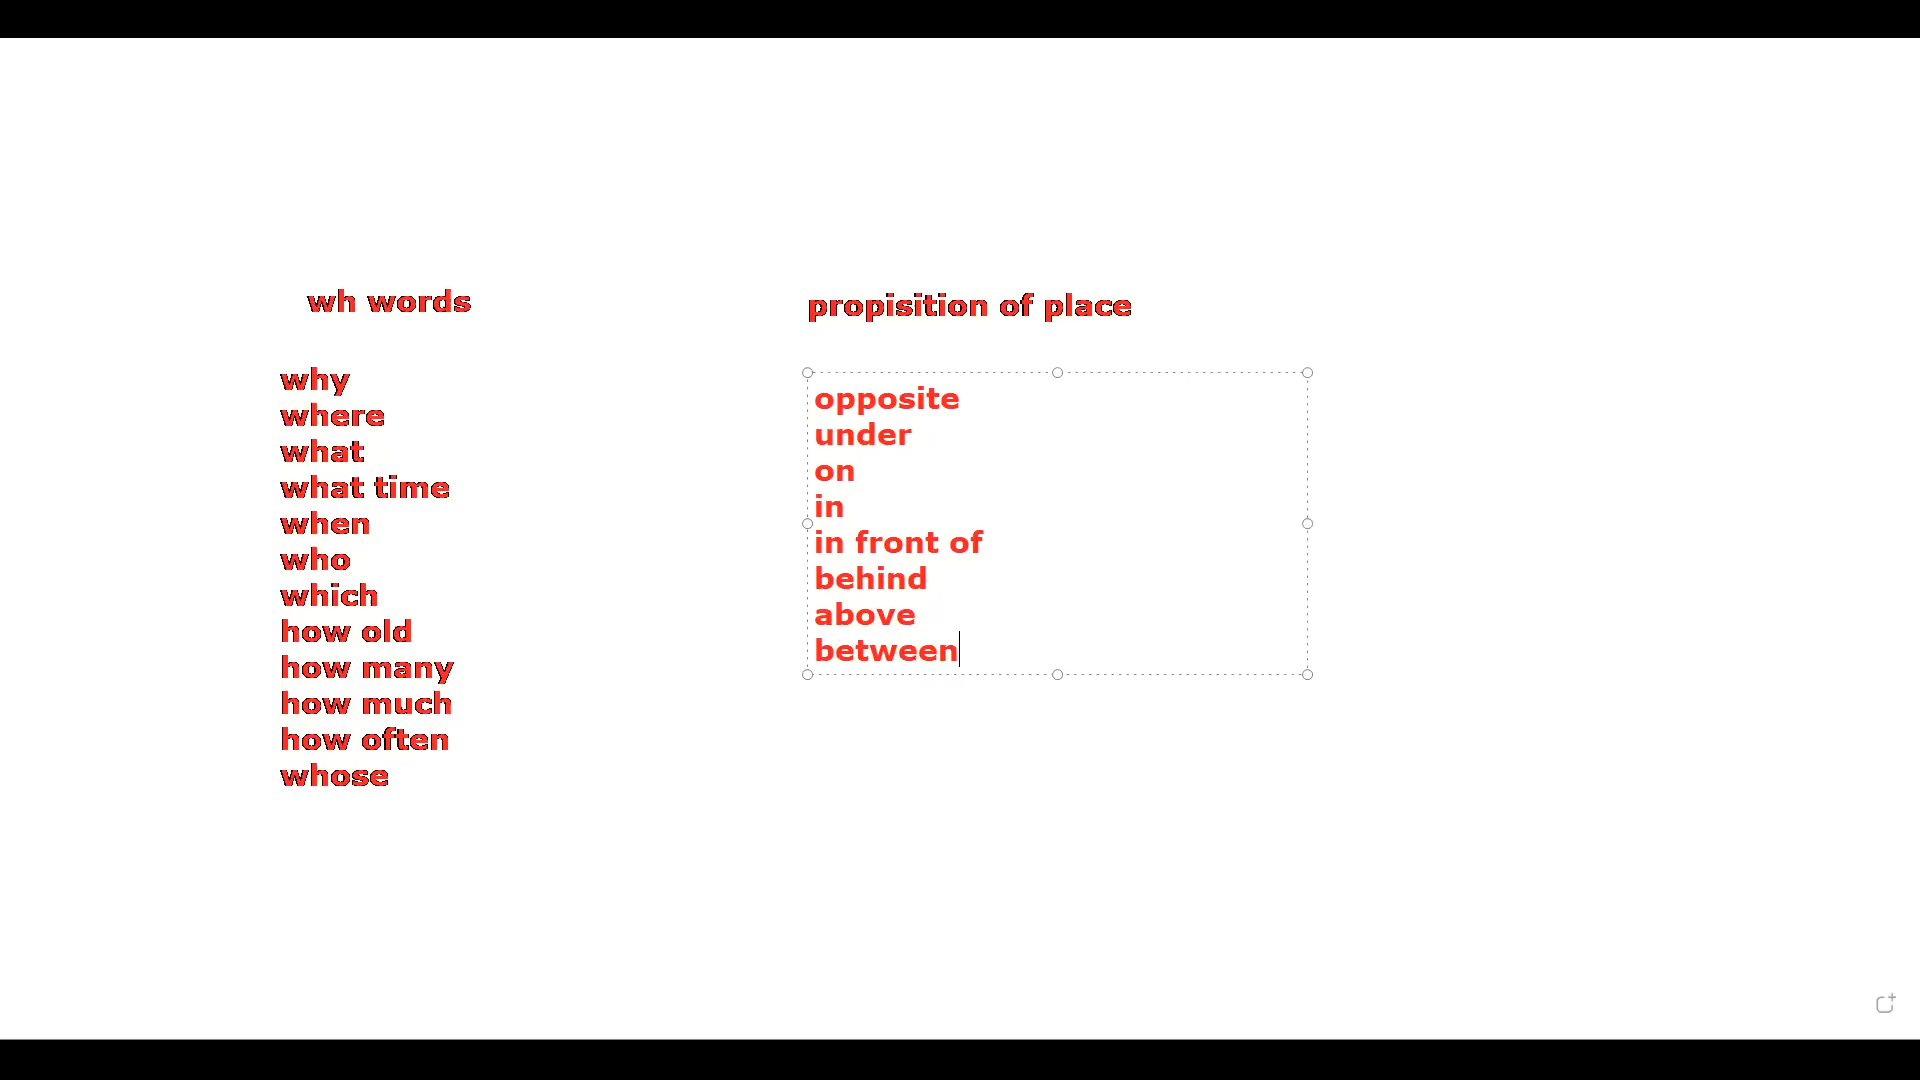 wh words
why
where
what
what time
when
who
which
how old
how many
how much
how often
whose
propisition of place
opposite
under
on
in
in front of
behind
above
between